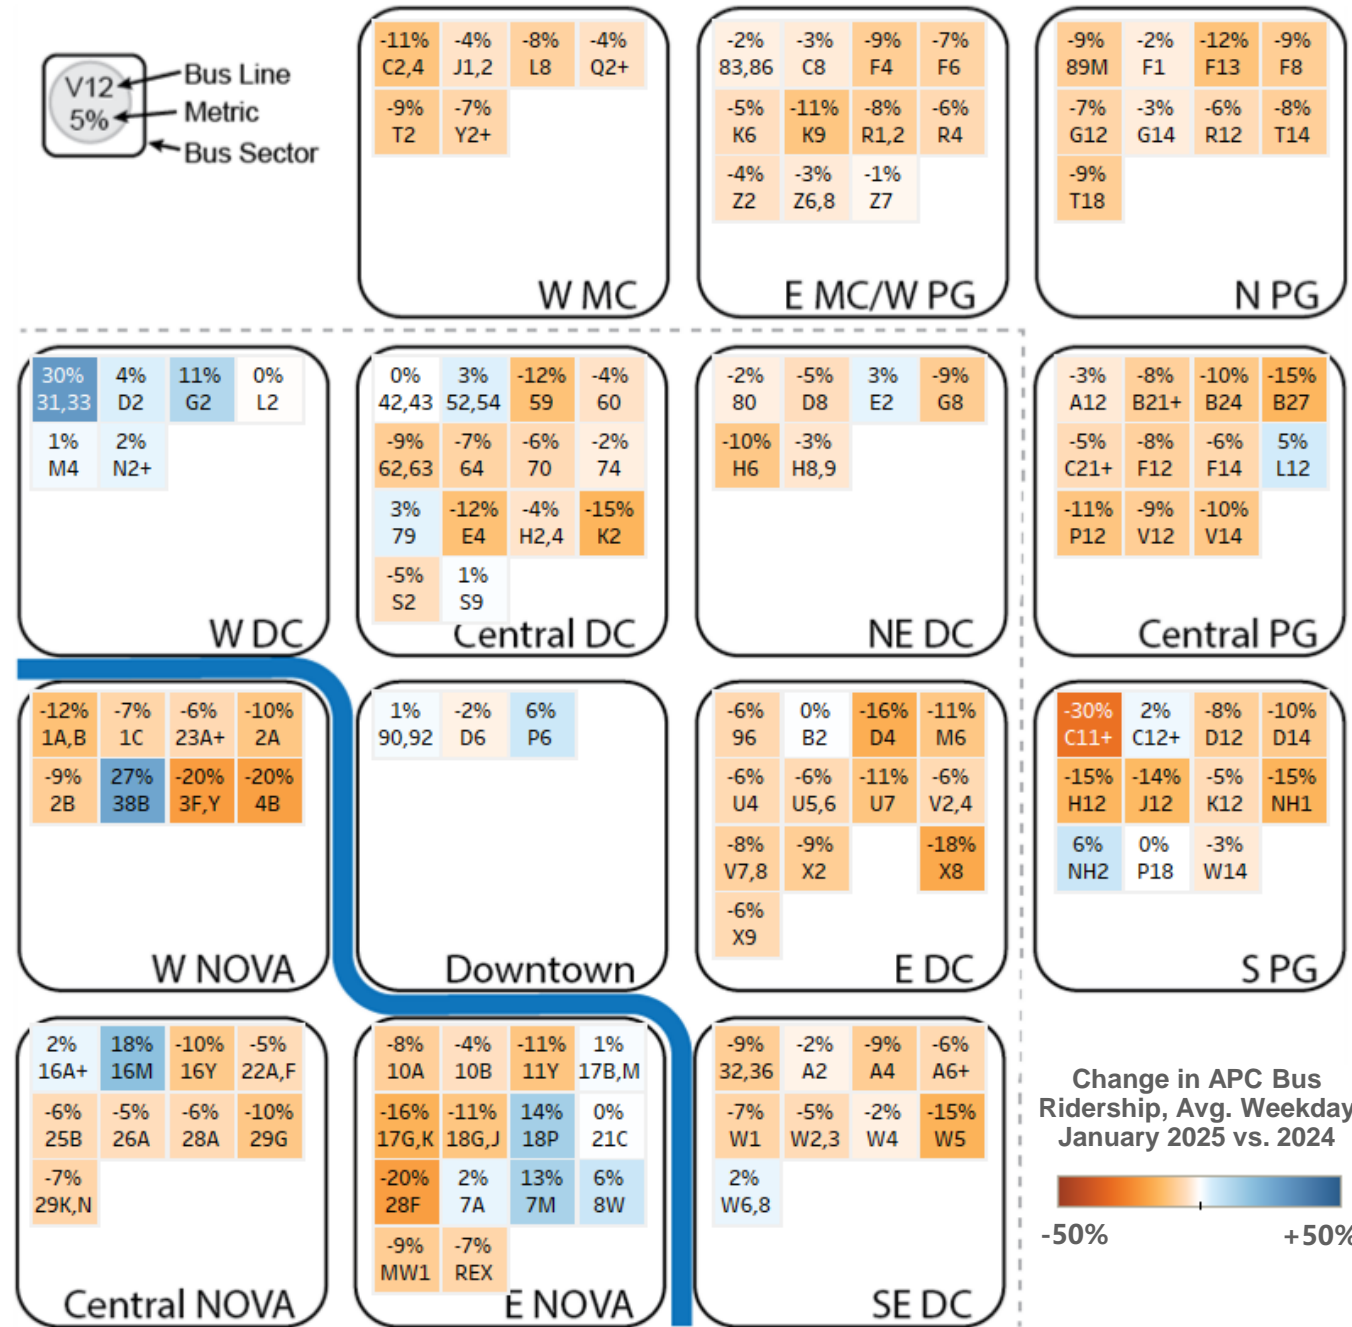 V12
5%
Bus Line
Metric
Bus Sector
-11% -4% -8% -4%
C2,4 J1,2 L8 Q2+
-9% -7%
T2 Y2+
W MC
-2% -3% -9% -7%
83,86 C8 F4 F6
-5% -11% -8% -6%
K6 K9 R1,2 R4
-4% -3% -1%
Z2 Z6,8 Z7
E MC/W PG
-9% -2% -12% -9%
89M F1 F13 F8
-7% -3% -6% -8%
G12 G14 R12 T14
-9%
T18
N PG
30% 4% 11% 0%
31,33 D2 G2 L2
1% 2%
M4 N2+
W DC
0% 3% -12% -4%
42,43 52,54 59 60
-9% -7% -6% -2%
62,63 64 70 74
3% -12% -4% -15%
79 E4 H2,4 K2
-5% 1%
S2 S9
Central DC
-2% -5% 3% -9%
80 D8 E2 G8
-10% -3%
H6 H8,9
NE DC
-3% -8% -10% -15%
A12 B21+ B24 B27
-5% -8% -6% 5%
C21+ F12 F14 L12
-11% -9% -10%
P12 V12 V14
Central PG
-12% -7% -6% -10%
1A,B 1C 23A+ 2A
-9% 27% -20% -20%
2B 38B 3F,Y 4B
W NOVA
1% -2% 6%
90,92 D6 P6
Downtown
-6% 0% -16% -11%
96 B2 D4 M6
-6% -6% -11% -6%
U4 U5,6 U7 V2,4
-8% -9% -18%
V7,8 X2 X8
-6%
X9
E DC
-30% 2% -8% -10%
C11+ C12+ D12 D14
-15% -14% -5% -15%
H12 J12 K12 NH1
6% 0% -3%
NH2 P18 W14
S PG
2% 18% -10% -5%
16A+ 16M 16Y 22A,F
-6% -5% -6% -10%
25B 26A 28A 29G
-7%
29K,N
Central NOVA
-8% -4% -11% 1%
10A 10B 11Y 17B,M
-16% -11% 14% 0%
17G,K 18G,J 18P 21C
-20% 2% 13% 6%
28F 7A 7M 8W
-9% -7%
MW1 REX
E NOVA
-9% -2% -9% -6%
32,36 A2 A4 A6+
-7% -5% -2% -15%
W1 W2,3 W4 W5
2%
W6,8
SE DC
Change in APC Bus
Ridership, Avg. Weekday
January 2025 vs. 2024
-50% +50%